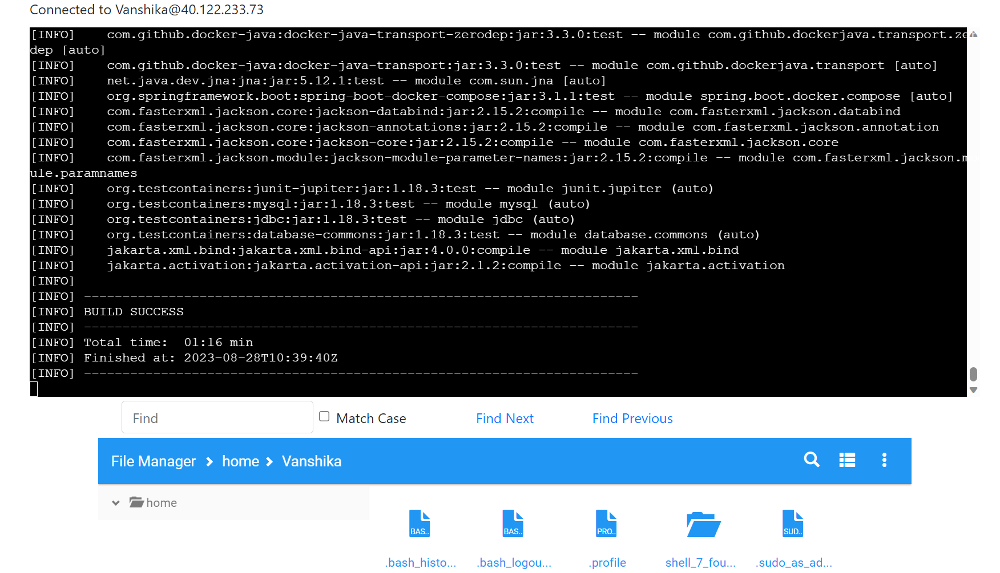 Connected to Vanshika@40.122.233.73
[INFO]    com.github.docker-java:docker-java-transport-zerodep:jar:3.3.0:test -- module com.github.dockerjava.transport.ze
dep [auto]
[INFO]    com.github.docker-java:docker-java-transport:jar:3.3.0:test -- module com.github.dockerjava.transport [auto]
[INFO]    net.java.dev.jna:jna:jar:5.12.1:test -- module com.sun.jna [auto]
[INFO]    org.springframework.boot:spring-boot-docker-compose:jar:3.1.1:test -- module spring.boot.docker.compose [auto]
[INFO]    com.fasterxml.jackson.core:jackson-databind:jar:2.15.2:compile -- module com.fasterxml.jackson.databind
[INFO]    com.fasterxml.jackson.core:jackson-annotations:jar:2.15.2:compile -- module com.fasterxml.jackson.annotation
[INFO]    com.fasterxml.jackson.core:jackson-core:jar:2.15.2:compile -- module com.fasterxml.jackson.core
[INFO]    com.fasterxml.jackson.module:jackson-module-parameter-names:jar:2.15.2:compile -- module com.fasterxml.jackson.m
ule.paramnames
[INFO]    org.testcontainers:junit-jupiter:jar:1.18.3:test -- module junit.jupiter (auto)
[INFO]    org.testcontainers:mysql:jar:1.18.3:test -- module mysql (auto)
[INFO]    org.testcontainers:jdbc:jar:1.18.3:test -- module jdbc (auto)
[INFO]    org.testcontainers:database-commons:jar:1.18.3:test -- module database.commons (auto)
[INFO]    jakarta.xml.bind:jakarta.xml.bind-api:jar:4.0.0:compile -- module jakarta.xml.bind
[INFO]    jakarta.activation:jakarta.activation-api:jar:2.1.2:compile -- module jakarta.activation
[INFO]
[INFO] ------------------------------------------------------------------------
[INFO] BUILD SUCCESS
[INFO] ------------------------------------------------------------------------
[INFO] Total time:  01:16 min
[INFO] Finished at: 2023-08-28T10:39:40Z
[INFO] ------------------------------------------------------------------------
Find
Match Case
Find Next
Find Previous
File Manager > home > Vanshika
home
BAS.. BAS.. PRO.. SUD..
.bash_histo... .bash_logou... .profile shell_7_fou... .sudo_as_ad...